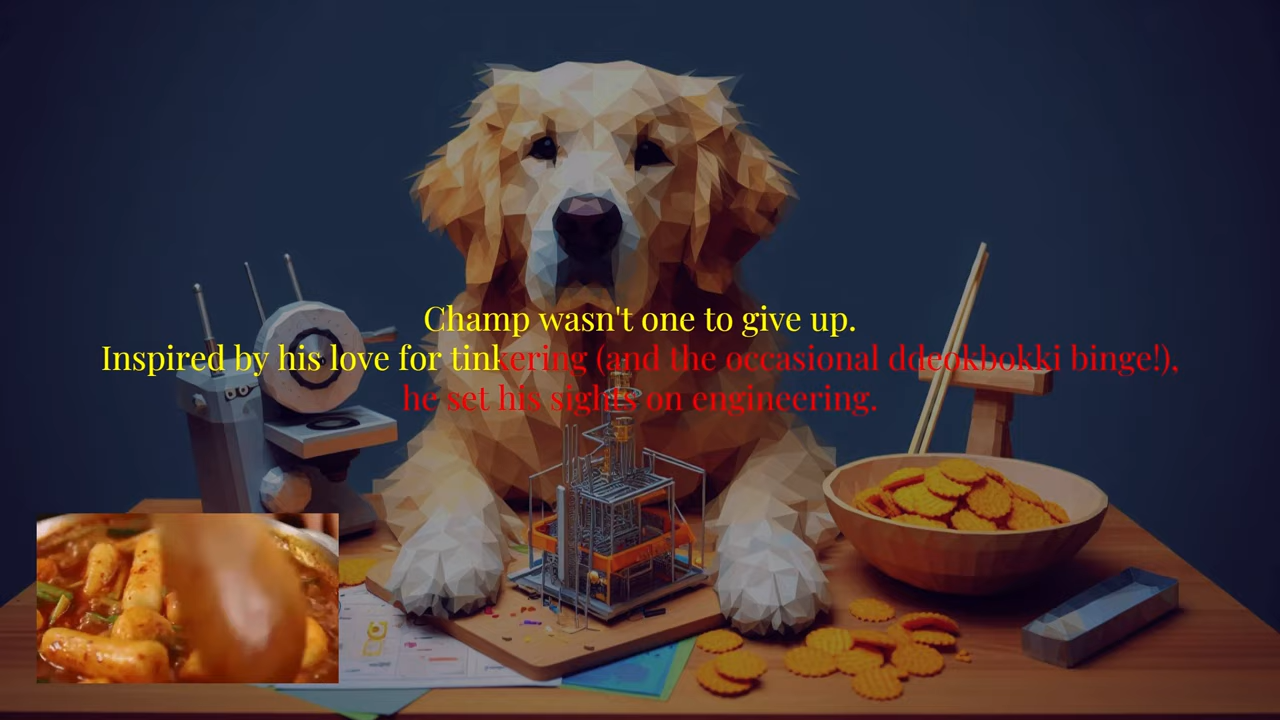 Champ wasn't one to give up.
Inspired by his love for tinkering (and the occasional ddeokbokki binge!),
he set his sights on engineering.